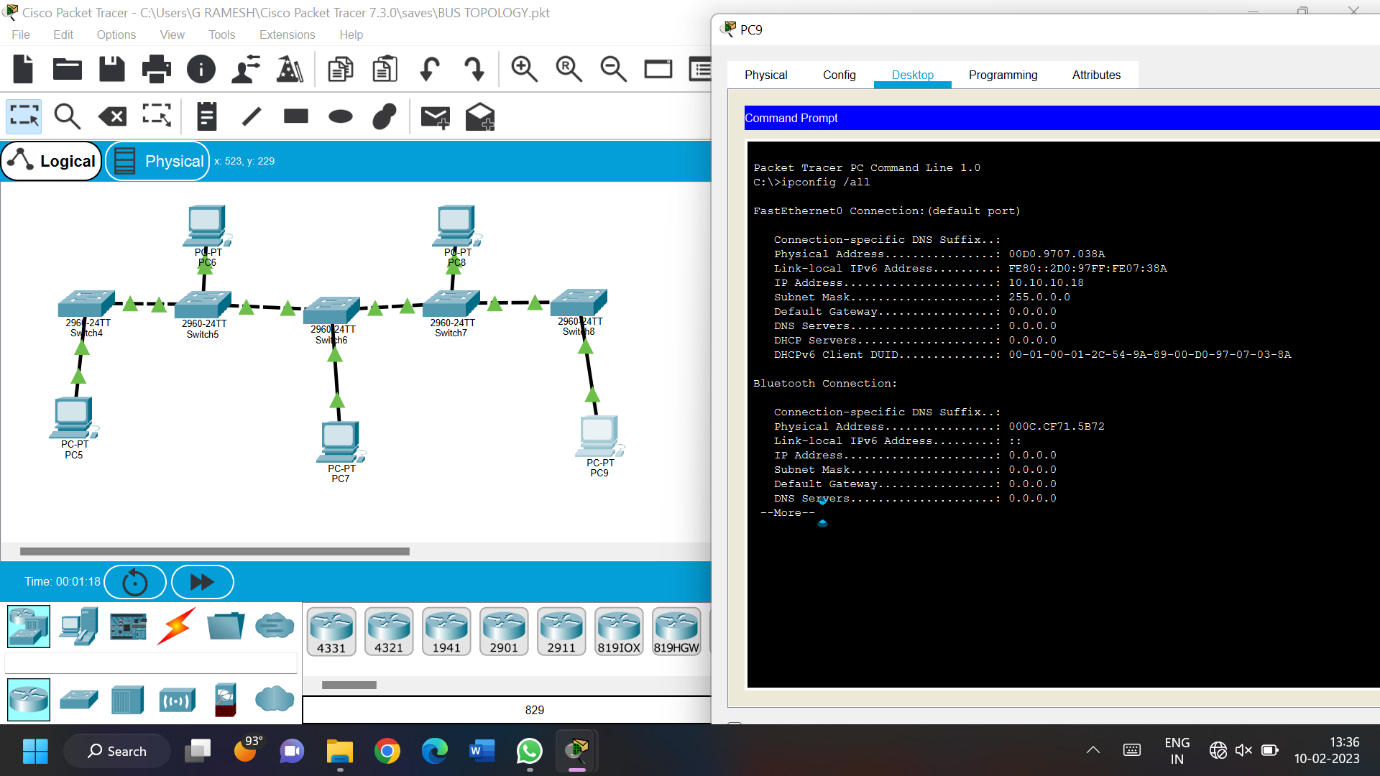 Cisco Packet Tracer - C:\Users\G RAMESH\Cisco Packet Tracer 7.3.0\saves\BUS TOPOLOGY.pkt
File Edit Options View Tools Extensions Help
Logical Physical x: 523, y: 229
PC-PT
PC6
PC-PT
PC8
2960-24TT
Switch4
2960-24TT
Switch5
2960-24TT
Switch6
2960-24TT
Switch7
2960-24TT
Switch8
PC-PT
PC5
PC-PT
PC7
PC-PT
PC9
Time: 00:01:18
4331 4321 1941 2901 2911 819IOX 819HGW
829
PC9
Physical Config Desktop Programming Attributes
Command Prompt
Packet Tracer PC Command Line 1.0
C:\>ipconfig /all
FastEthernet0 Connection:(default port)
Connection-specific DNS Suffix..:
Physical Address................: 00D0.9707.038A
Link-local IPv6 Address.........: FE80::2D0:97FF:FE07:38A
IP Address......................: 10.10.10.18
Subnet Mask.....................: 255.0.0.0
Default Gateway.................: 0.0.0.0
DNS Servers.....................: 0.0.0.0
DHCP Servers....................: 0.0.0.0
DHCPv6 Client DUID..............: 00-01-00-01-2C-54-9A-89-00-D0-97-07-03-8A
Bluetooth Connection:
Connection-specific DNS Suffix..:
Physical Address................: 000C.CF71.5B72
Link-local IPv6 Address.........: ::
IP Address......................: 0.0.0.0
Subnet Mask.....................: 0.0.0.0
Default Gateway.................: 0.0.0.0
DNS Servers.....................: 0.0.0.0
--More--
Search
93°
ENG
IN
13:36
10-02-2023